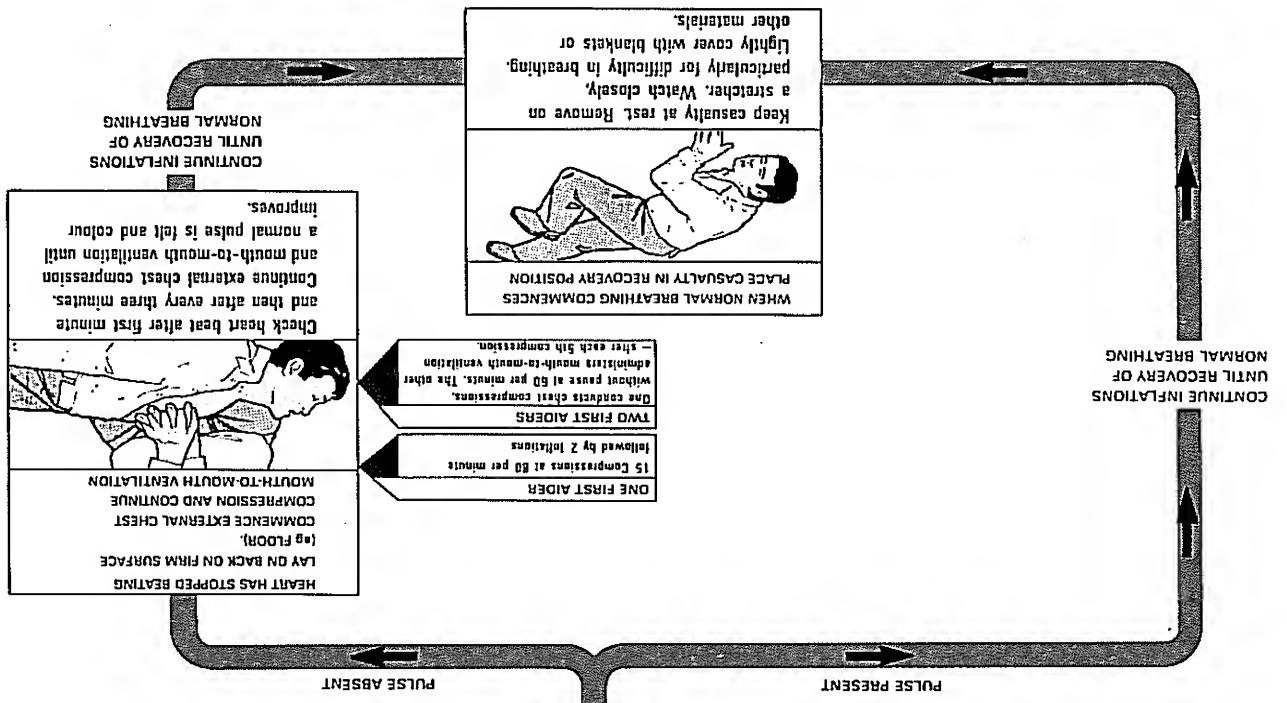 PULSE PRESENT
PULSE ABSENT
HEART HAS STOPPED BEATING
LAY ON BACK ON FIRM SURFACE
(eg FLOOR).
COMMENCE EXTERNAL CHEST
COMPRESSION AND CONTINUE
MOUTH-TO-MOUTH VENTILATION
ONE FIRST AIDER
15 Compressions at 80 per minute
followed by 2 Inflations
TWO FIRST AIDERS
One conducts chest compressions,
without pause at 60 per minute. The other
administers mouth-to-mouth ventilation
— after each 5th compression.
Check heart beat after first minute
and then after every three minutes.
Continue external chest compression
and mouth-to-mouth ventilation until
a normal pulse is felt and colour
improves.
CONTINUE INFLATIONS
UNTIL RECOVERY OF
NORMAL BREATHING
WHEN NORMAL BREATHING COMMENCES
PLACE CASUALTY IN RECOVERY POSITION
Keep casualty at rest. Remove on
a stretcher. Watch closely,
particularly for difficulty in breathing.
Lightly cover with blankets or
other materials.
CONTINUE INFLATIONS
UNTIL RECOVERY OF
NORMAL BREATHING